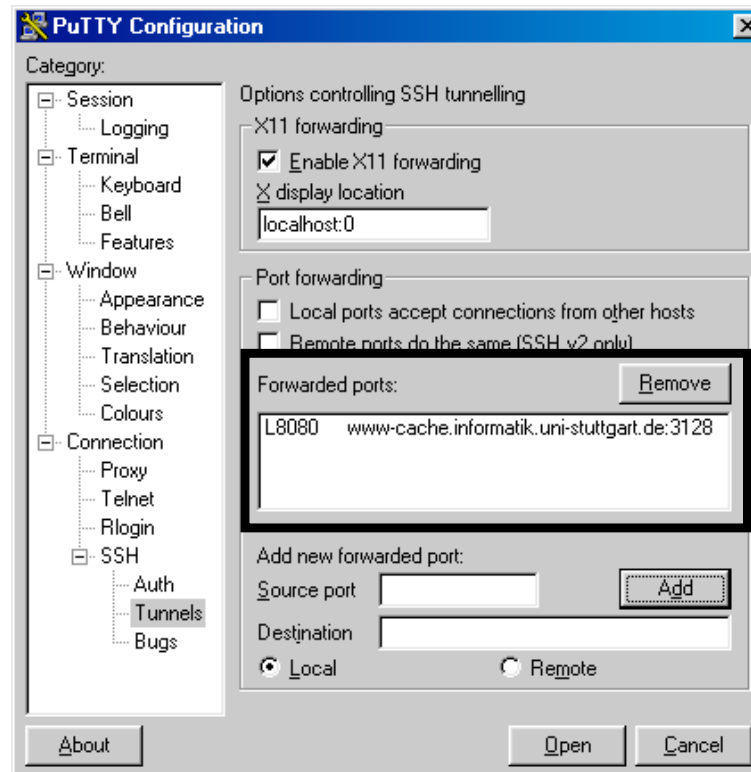 PuTTY Configuration
Category:
Session
Logging
Terminal
Keyboard
Bell
Features
Window
Appearance
Behaviour
Translation
Selection
Colours
Connection
Proxy
Telnet
Rlogin
SSH
Auth
Tunnels
Bugs
Options controlling SSH tunnelling
X11 forwarding
Enable X11 forwarding
X display location
localhost:0
Port forwarding
Local ports accept connections from other hosts
Remote ports do the same (SSH v2 only)
Forwarded ports:
Remove
L8080 www-cache.informatik.uni-stuttgart.de:3128
Add new forwarded port:
Source port
Add
Destination
Local Remote
About Open Cancel